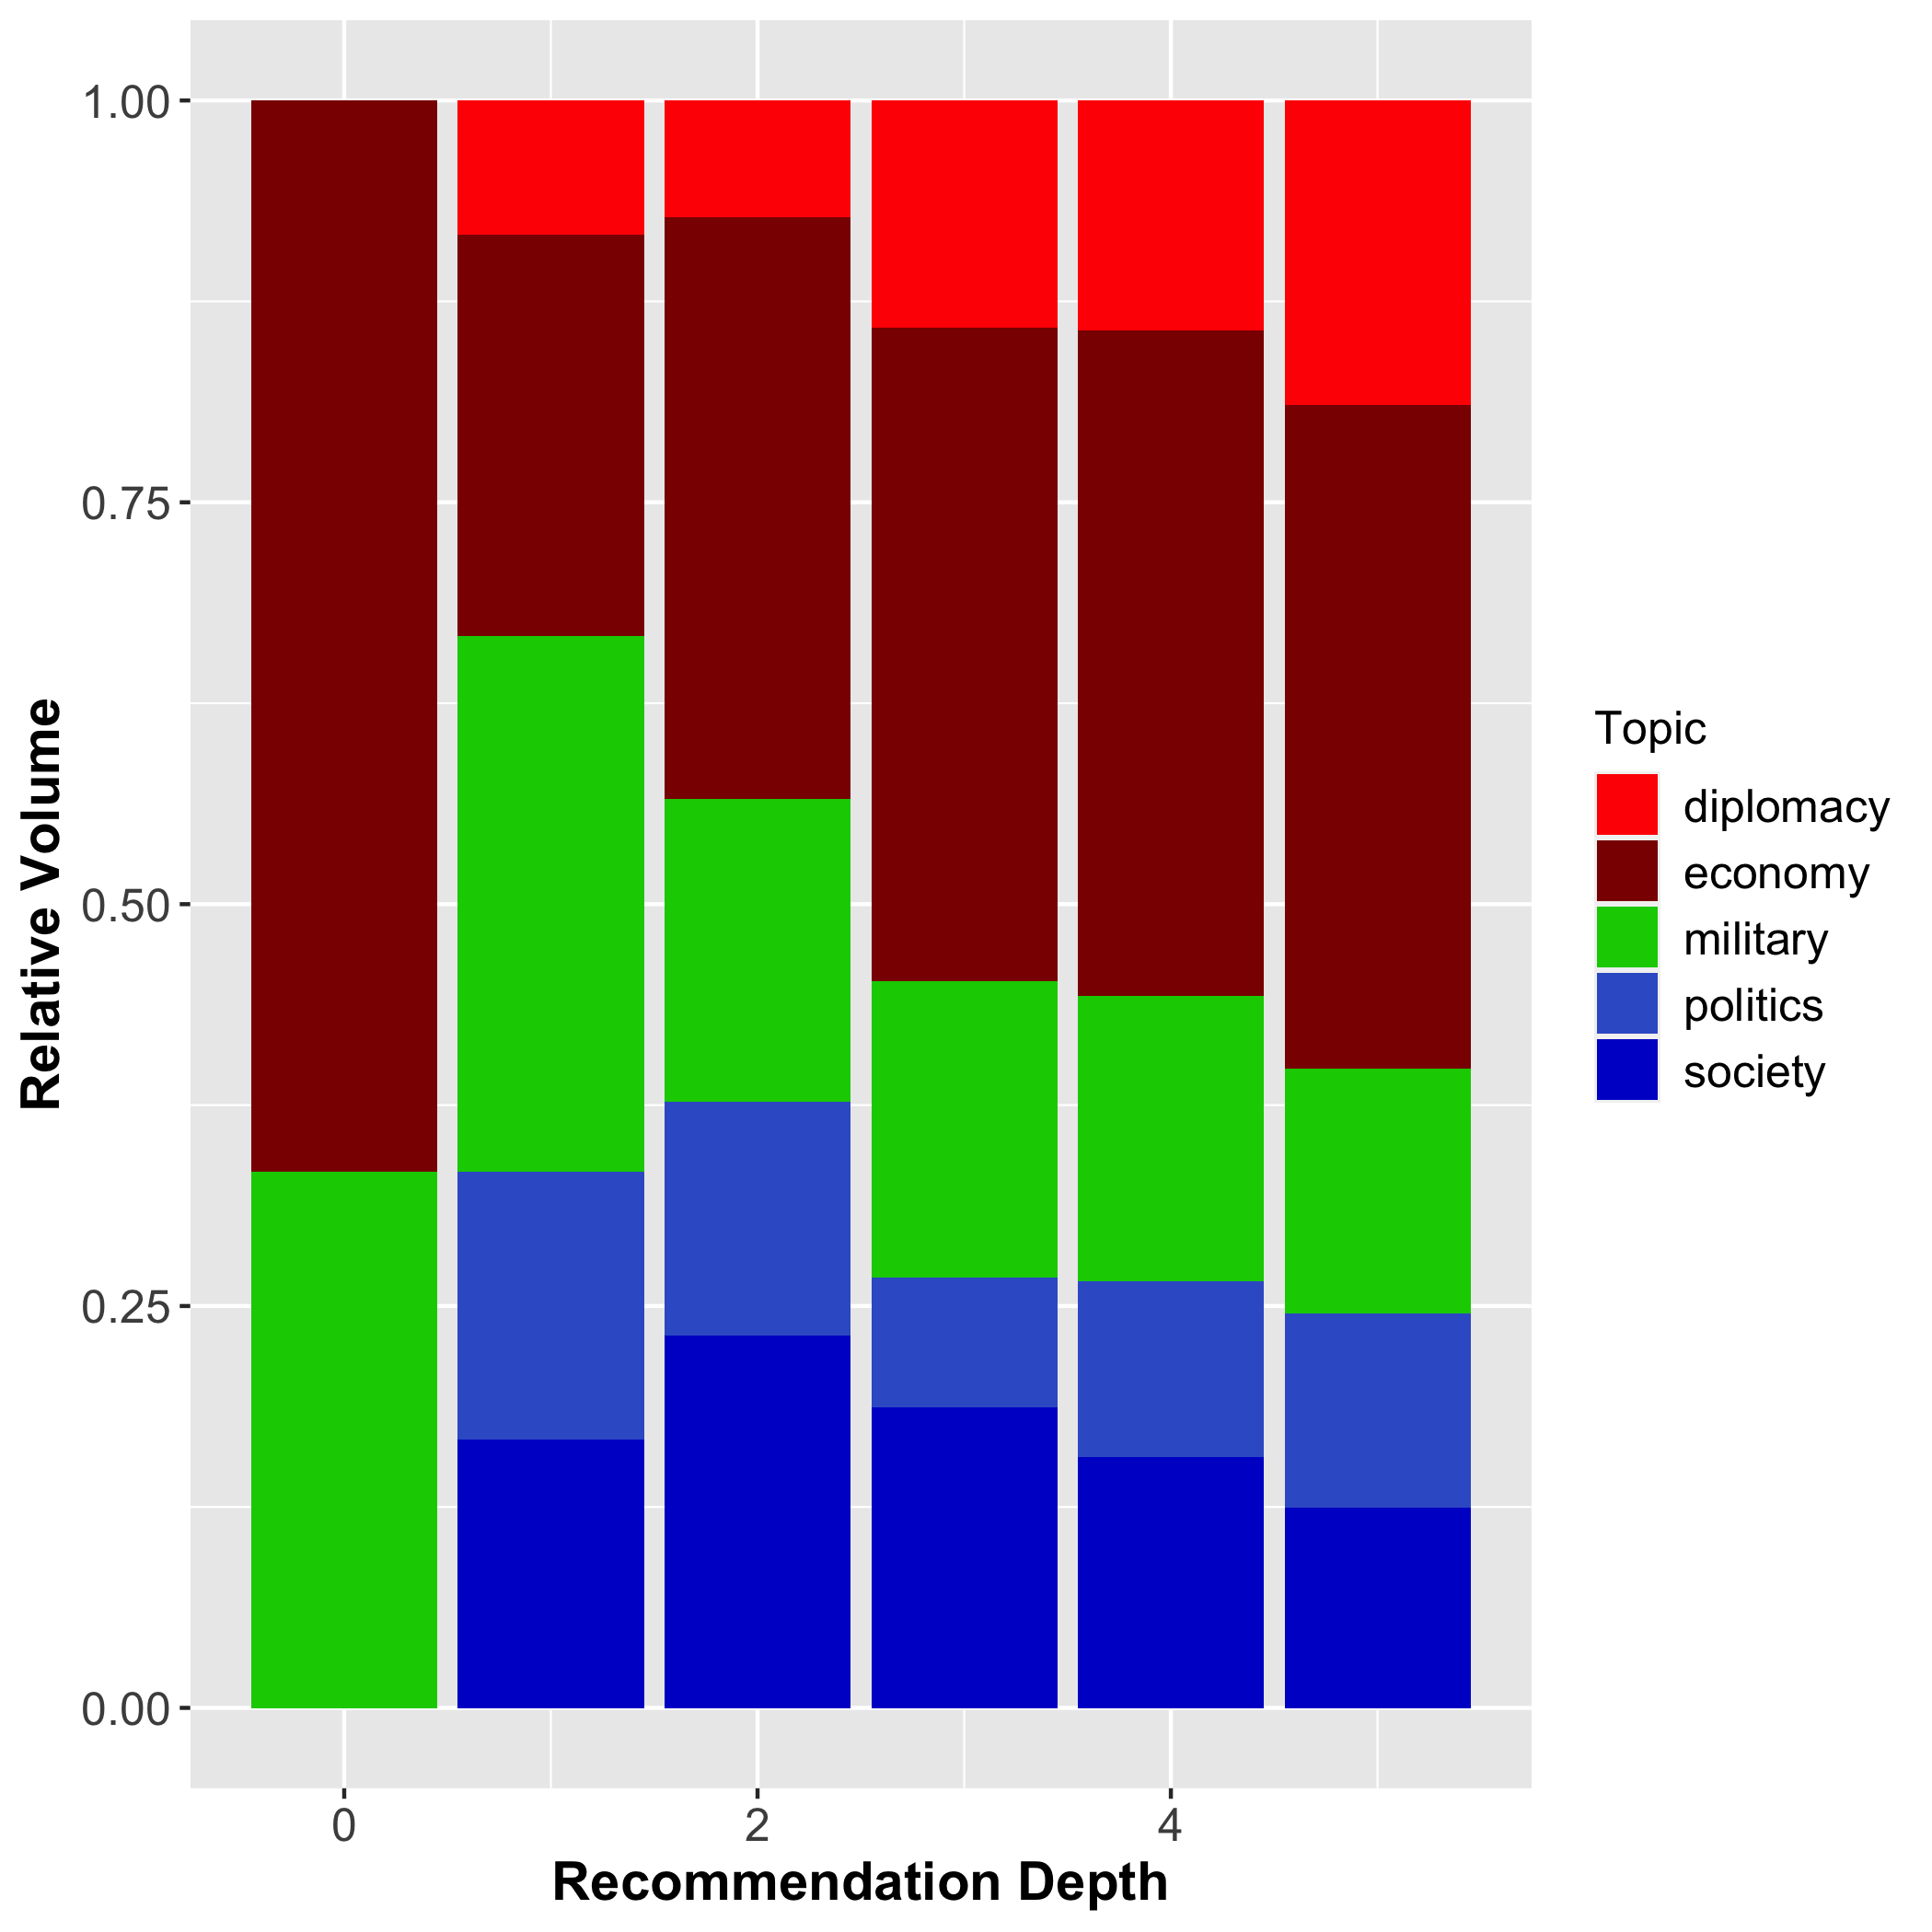 1.00
0.75
0.50
0.25
0.00
Relative Volume
0
2
4
Recommendation Depth
Topic
diplomacy
economy
military
politics
society